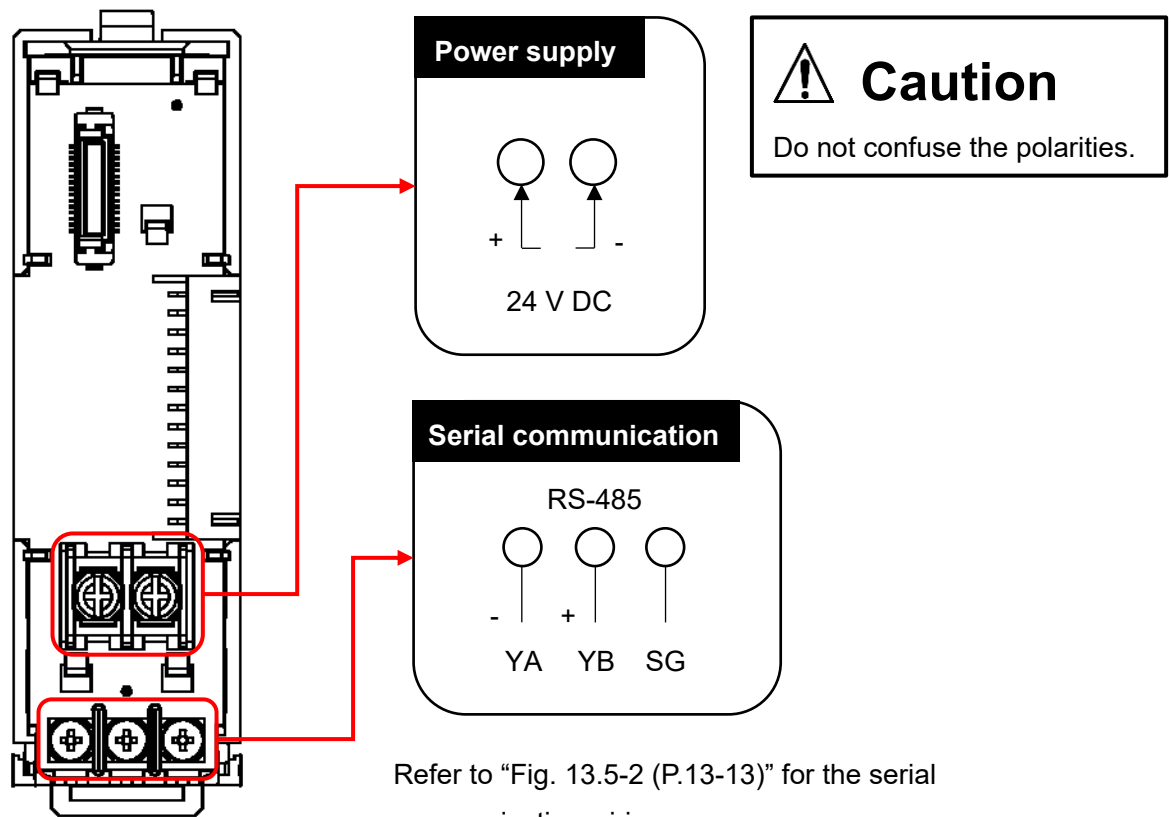 Power supply
+ -
24 V DC
Caution
Do not confuse the polarities.
Serial communication
RS-485
- +
YA YB SG
Refer to “Fig. 13.5-2 (P.13-13)” for the serial